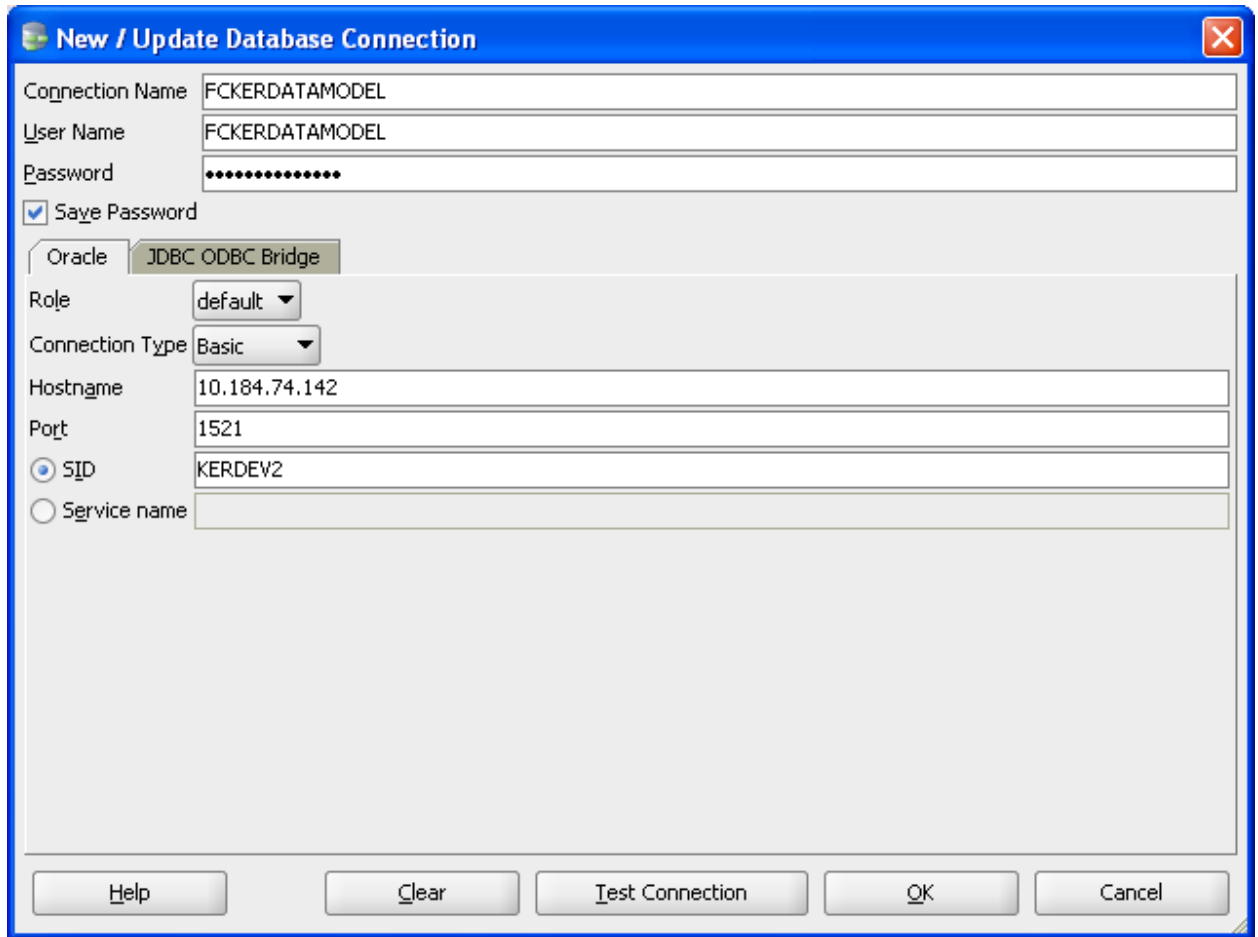 New / Update Database Connection
Connection Name FCKERDATAMODEL
User Name FCKERDATAMODEL
Password ••••••••••••••
Save Password
Oracle JDBC ODBC Bridge
Role default
Connection Type Basic
Hostname 10.184.74.142
Port 1521
SID KERDEV2
Service name
Help Clear Test Connection OK Cancel